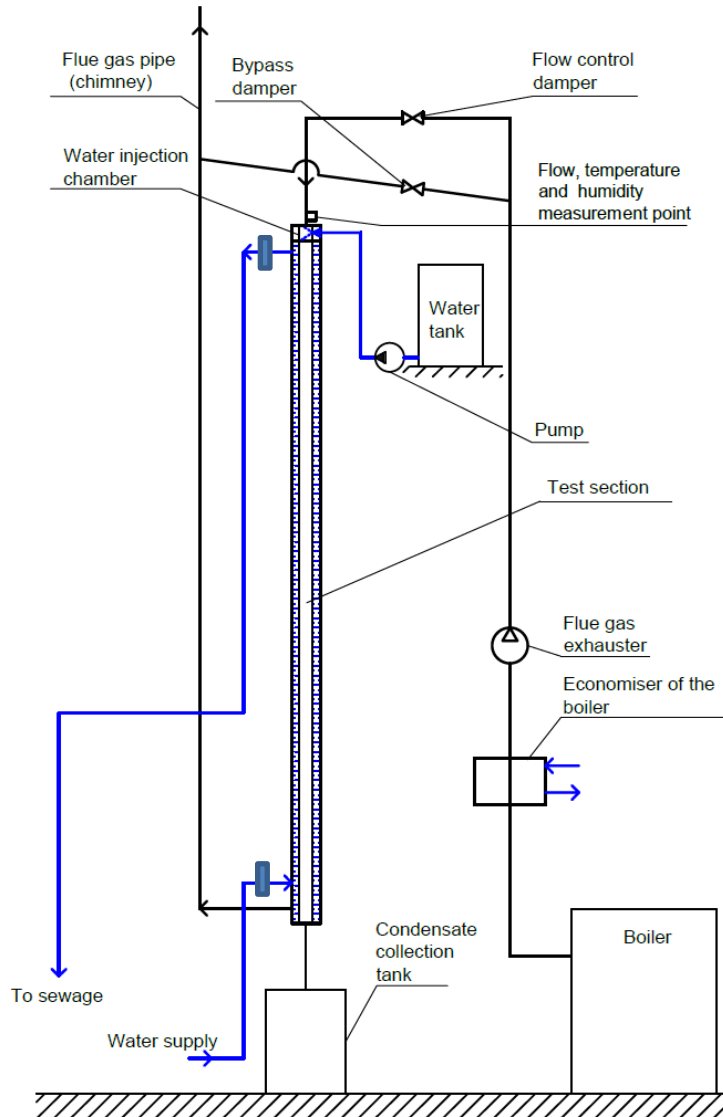 Flue gas pipe
(chimney)
Bypass
damper
Flow control
damper
Water injection
chamber
Flow, temperature
and humidity
measurement point
Water
tank
Pump
Test section
Flue gas
exhauster
Economiser of the
boiler
Condensate
collection
tank
Boiler
To sewage
Water supply